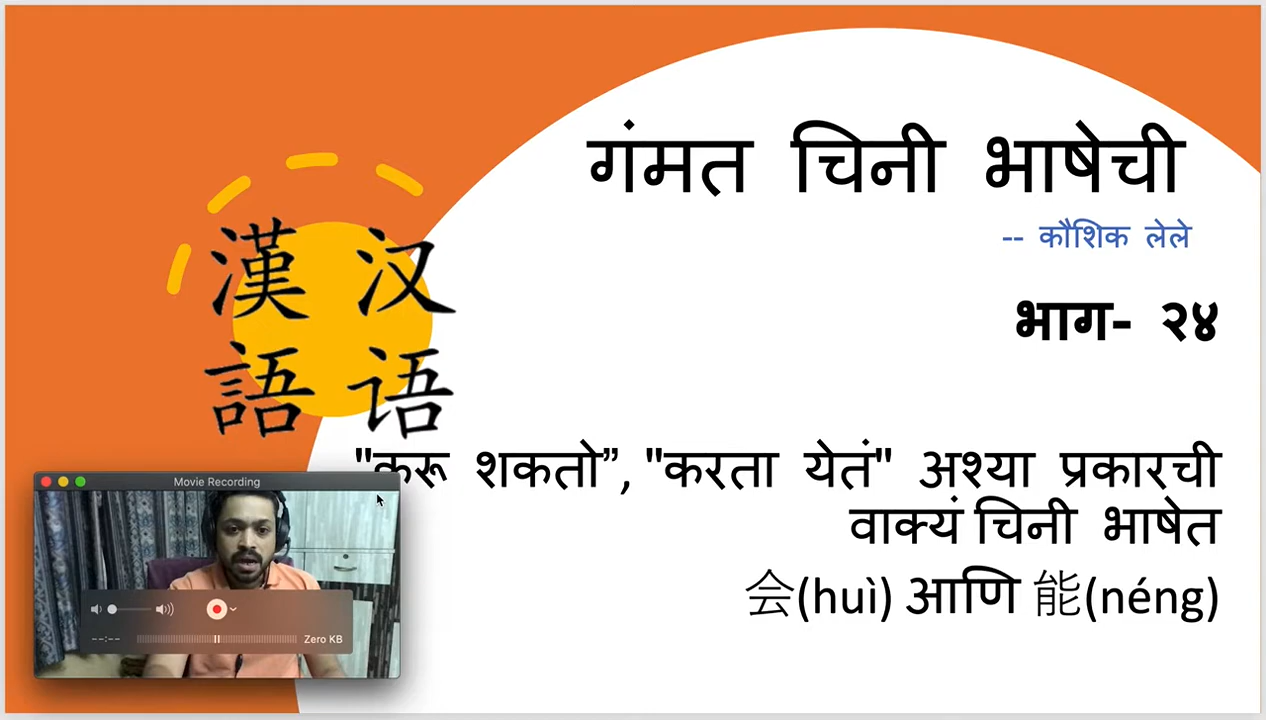 गंमत चिनी भाषेची
-- कौशिक लेले
भाग- २४
漢 汉
語 语
"करू शकतो”, "करता येतं" अश्या प्रकारची
वाक्यं चिनी भाषेत
会(huì) आणि 能(néng)
Movie Recording
--:--
Zero KB